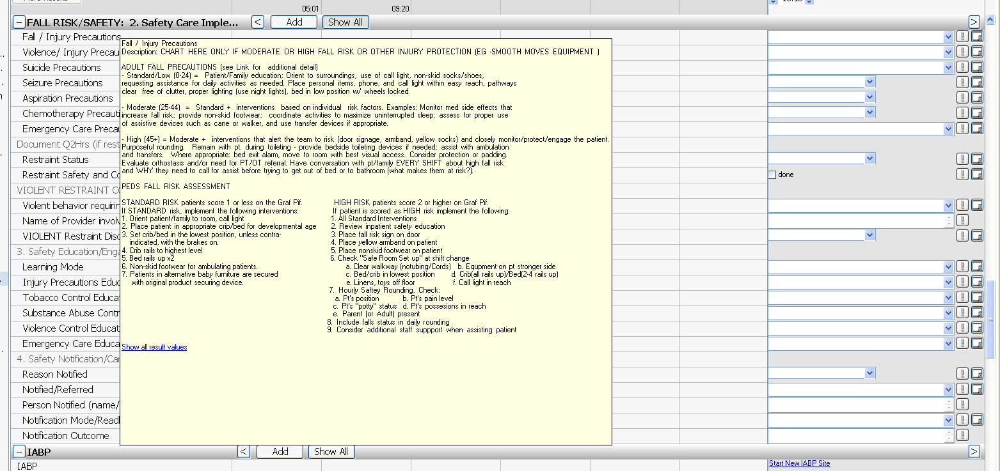 05:01 09:20
FALL RISK/SAFETY: 2. Safety Care Imple... < Add Show All >
Fall / Injury Precautions
Violence/ Injury Precau
Suicide Precautions
Seizure Precautions
Aspiration Precautions
Chemotherapy Precaut
Emergency Care Precau
Document Q2Hrs (if rest
Restraint Status
Restraint Safety and Co
done
VIOLENT RESTRAINT CO
Violent behavior requirin
Name of Provider involv
VIOLENT Restraint Disc
3. Safety Education/Enga
Learning Mode
Injury Precautions Educ
Tobacco Control Educa
Substance Abuse Contr
Violence Control Educat
Emergency Care Educa
4. Safety Notification/Car
Reason Notified
Notified/Referred
Person Notified (name/
Notification Mode/Readl
Notification Outcome
Fall / Injury Precautions
Description: CHART HERE ONLY IF MODERATE OR HIGH FALL RISK OR OTHER INJURY PROTECTION (EG -SMOOTH MOVES EQUIPMENT )
ADULT FALL PRECAUTIONS (see Link for additional detail)
- Standard/Low (0-24) = Patient/Family education; Orient to surroundings, use of call light, non-skid socks/shoes,
requesting assistance for daily activities as needed. Place personal items, phone, and call light within easy reach, pathways
clear free of clutter, proper lighting (use night lights), bed in low position w/ wheels locked.
- Moderate (25-44) = Standard + interventions based on individual risk factors. Examples: Monitor med side effects that
increase fall risk; provide non-skid footwear; coordinate activities to maximize uninterrupted sleep; assess for proper use
of assistive devices such as cane or walker, and use transfer devices if appropriate.
- High (45+) = Moderate + interventions that alert the team to risk (door signage, armband, yellow socks) and closely monitor/protect/engage the patient.
Purposeful rounding. Remain with pt. during toileting - provide bedside toileting devices if needed; assist with ambulation
and transfers. Where appropriate: bed exit alarm, move to room with best visual access. Consider protection or padding.
Evaluate orthostasis and/or need for PT/OT referral. Have conversation with pt/family EVERY SHIFT about high fall risk
and WHY they need to call for assist before trying to get out of bed or to bathroom (what makes them at risk?).
PEDS FALL RISK ASSESSMENT
STANDARD RISK patients score 1 or less on the Graf Pif. HIGH RISK patients score 2 or higher on Graf Pif.
If STANDARD risk, implement the following interventions: If patient is scored as HIGH risk implement the following:
1. Orient patient/family to room, call light 1. All Standard Interventions
2. Place patient in appropriate crip/bed for developmental age 2. Review inpatient safety education
3. Set crib/bed in the lowest position, unless contra- 3. Place fall risk sign on door
indicated, with the brakes on. 4. Place yellow armband on patient
4. Crib rails to highest level 5. Place nonskid footwear on patient
5. Bed rails up x2 6. Check "Safe Room Set up" at shift change
6. Non-skid footwear for ambulating patients. a. Clear walkway (notubing/Cords) b. Equpment on pt stronger side
7. Patients in alternative baby furniture are secured c. Bed/crib in lowest position d. Crib(all rails up)/Bed(2-4 rails up)
with original product securing device. e. Linens, toys off floor f. Call light in reach
7. Hourly Saftey Rounding, Check:
a. Pt's position b. Pt's pain level
c. Pt's "potty" status d. Pt's possesions in reach
e. Parent (or Adult) present
8. Include falls status in daily rounding
9. Consider additional staff suppport when assisting patient
Show all result values
IABP < Add Show All >
IABP Start New IABP Site